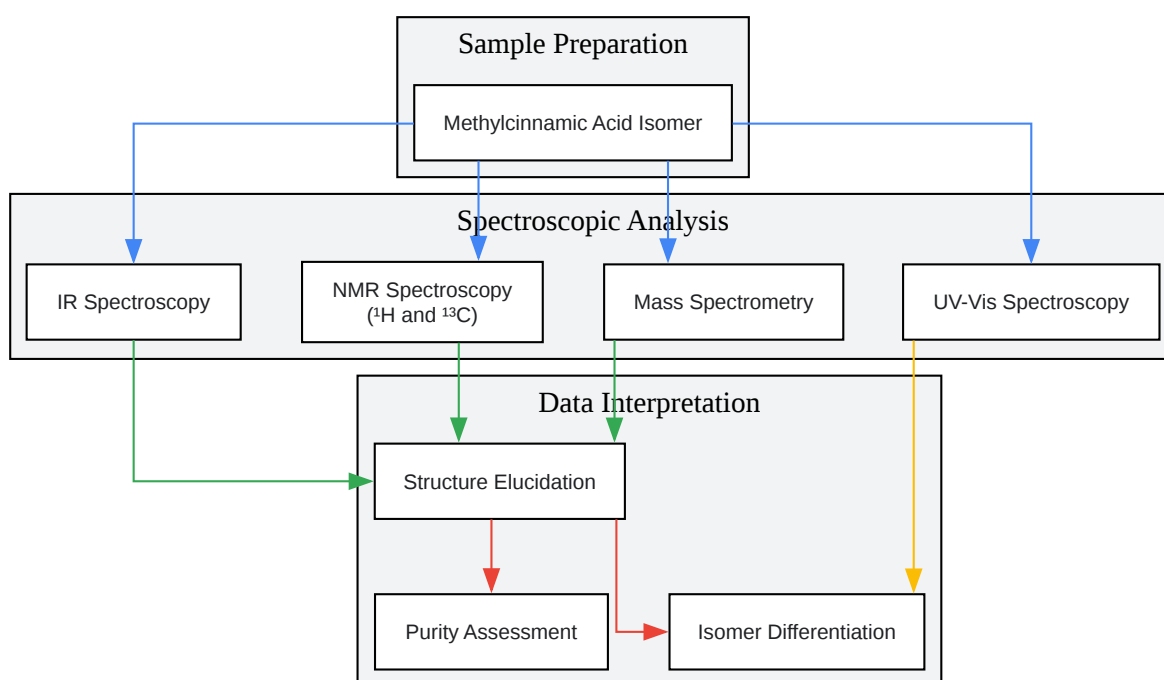 Sample Preparation
Methylcinnamic Acid Isomer
Spectroscopic Analysis
IR Spectroscopy
NMR Spectroscopy
(¹H and ¹³C)
Mass Spectrometry
UV-Vis Spectroscopy
Data Interpretation
Structure Elucidation
Purity Assessment
Isomer Differentiation